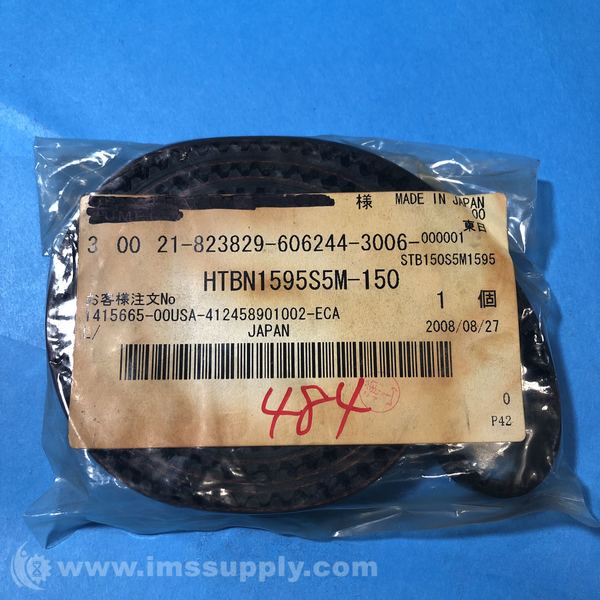 様 MADE IN JAPAN
00
東日
3 00 21-823829-606244-3006-000001
STB150S5M1595
HTBN1595S5M-150
お客様注文No 1 個
1415665-00USA-412458901002-ECA
L/ JAPAN 2008/08/27
484
0
P42
www.imssupply.com